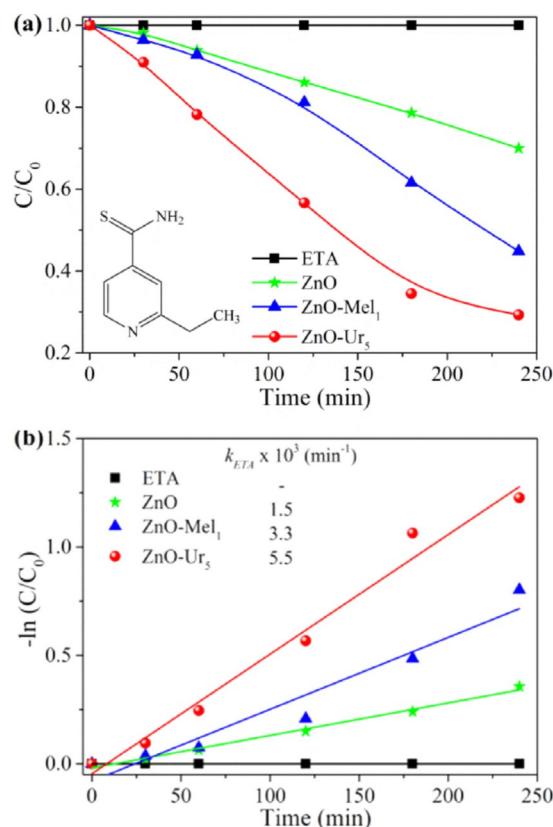 (a)
1.0
0.8
0.6
0.4
0.2
C/C0
S
NH2
N
CH3
ETA
ZnO
ZnO-Mel1
ZnO-Ur5
0 50 100 150 200 250
Time (min)
(b)
1.5
1.0
0.5
0.0
-ln (C/C0)
kETA x 10^3 (min^-1)
ETA -
ZnO 1.5
ZnO-Mel1 3.3
ZnO-Ur5 5.5
0 50 100 150 200 250
Time (min)